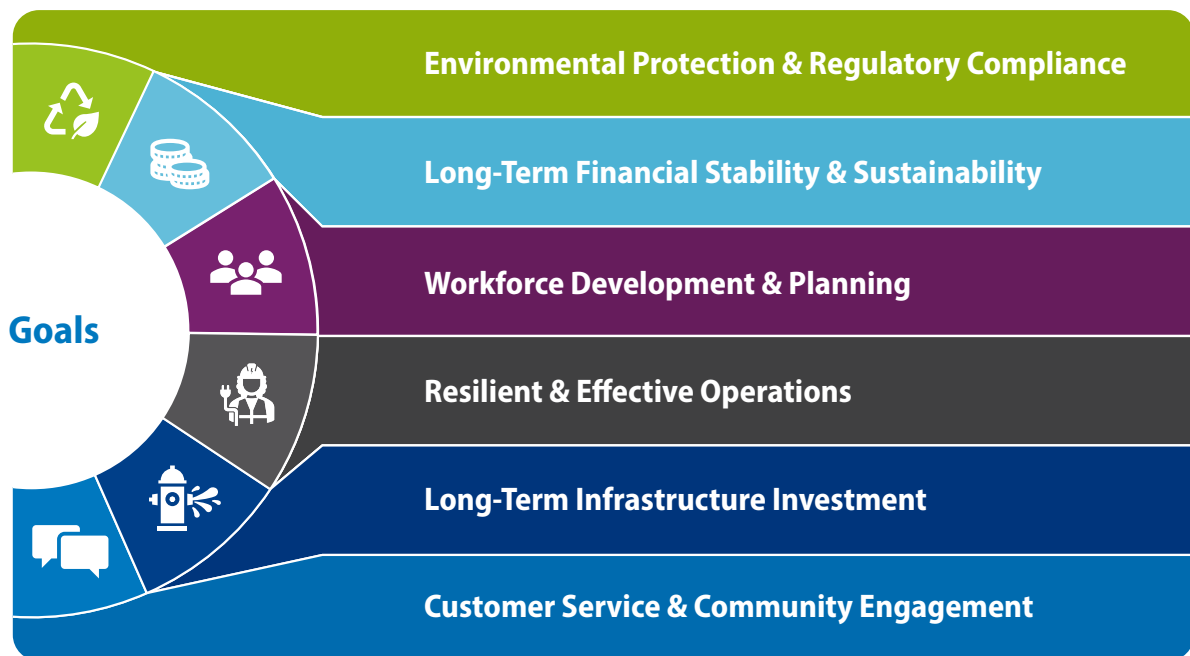 Environmental Protection & Regulatory Compliance
Long-Term Financial Stability & Sustainability
Workforce Development & Planning
Goals
Resilient & Effective Operations
Long-Term Infrastructure Investment
Customer Service & Community Engagement